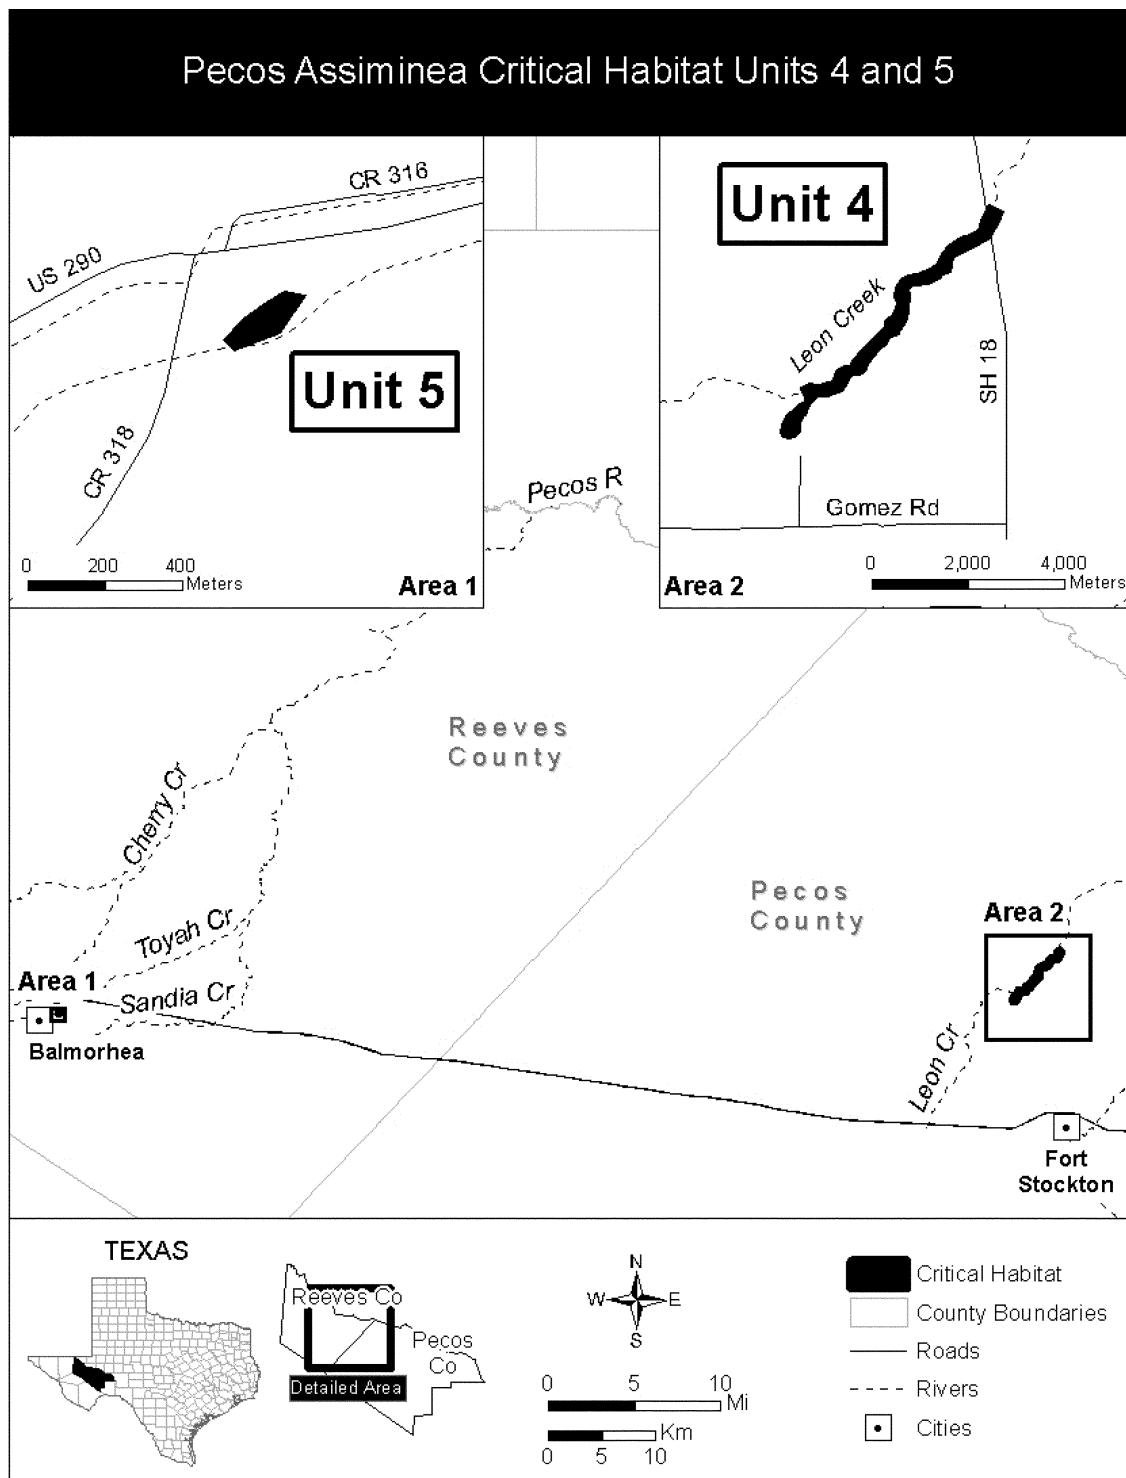 Pecos Assiminea Critical Habitat Units 4 and 5
CR 316
US 290
Unit 5
CR 318
0 200 400
Meters
Area 1
Pecos R
Unit 4
Leon Creek
SH 18
Gomez Rd
0 2,000 4,000
Meters
Area 2
Reeves
County
Cherry Cr
Toyah Cr
Sandia Cr
Area 1
Balmorhea
Pecos
County
Area 2
Leon Cr
Fort
Stockton
TEXAS
Reeves Co
Pecos
Co
Detailed Area
N
W E
S
0 5 10
Mi
Km
0 5 10
Critical Habitat
County Boundaries
Roads
Rivers
Cities